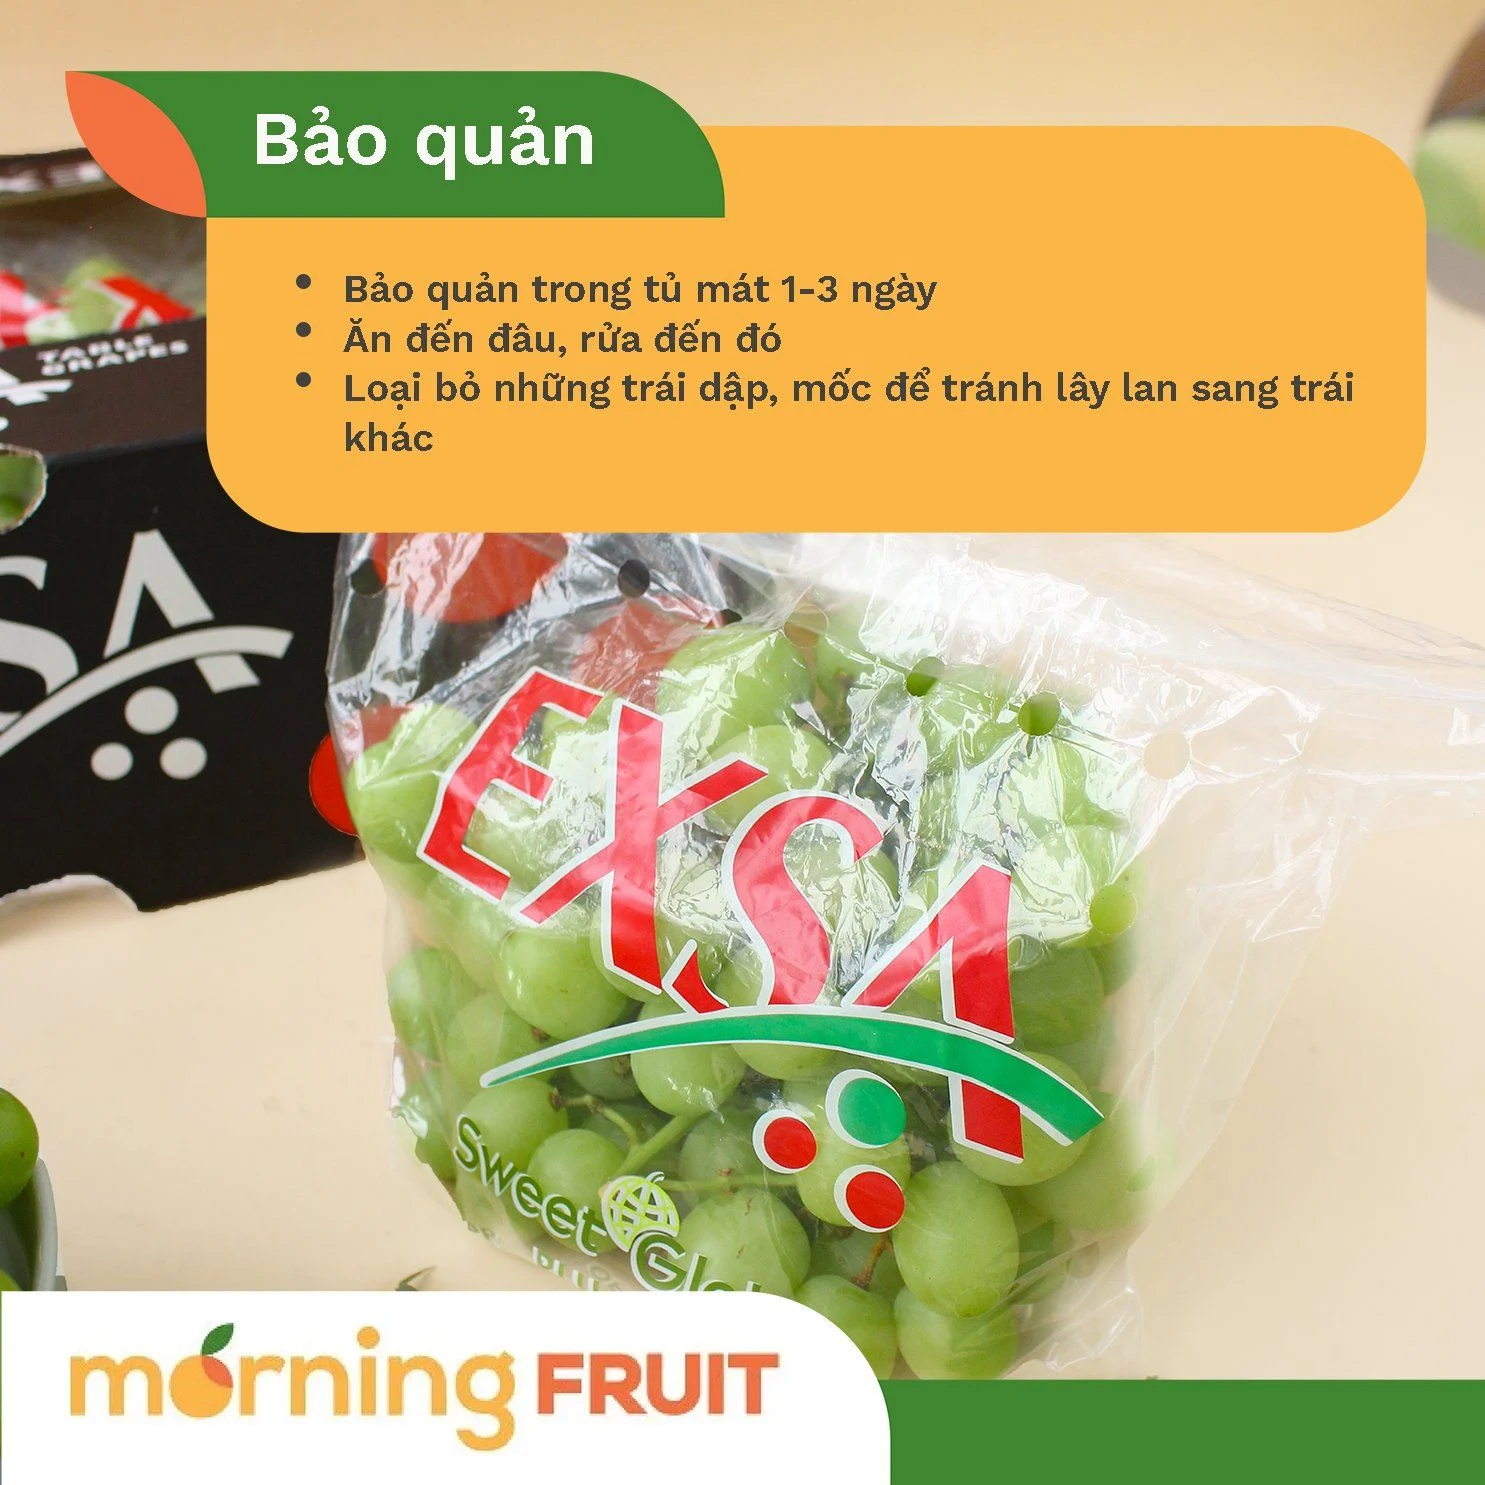 Bảo quản
Bảo quản trong tủ mát 1-3 ngày
Ăn đến đâu, rửa đến đó
Loại bỏ những trái dập, mốc để tránh lây lan sang trái
khác
TABLE
GRAPES
EXSA
Sweet
morning FRUIT